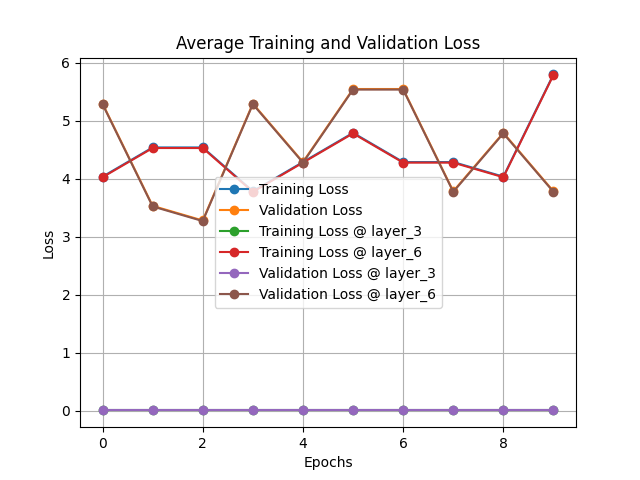 Average Training and Validation Loss
6
5
4
3
2
1
0
Loss
Training Loss
Validation Loss
Training Loss @ layer_3
Training Loss @ layer_6
Validation Loss @ layer_3
Validation Loss @ layer_6
0 2 4 6 8
Epochs